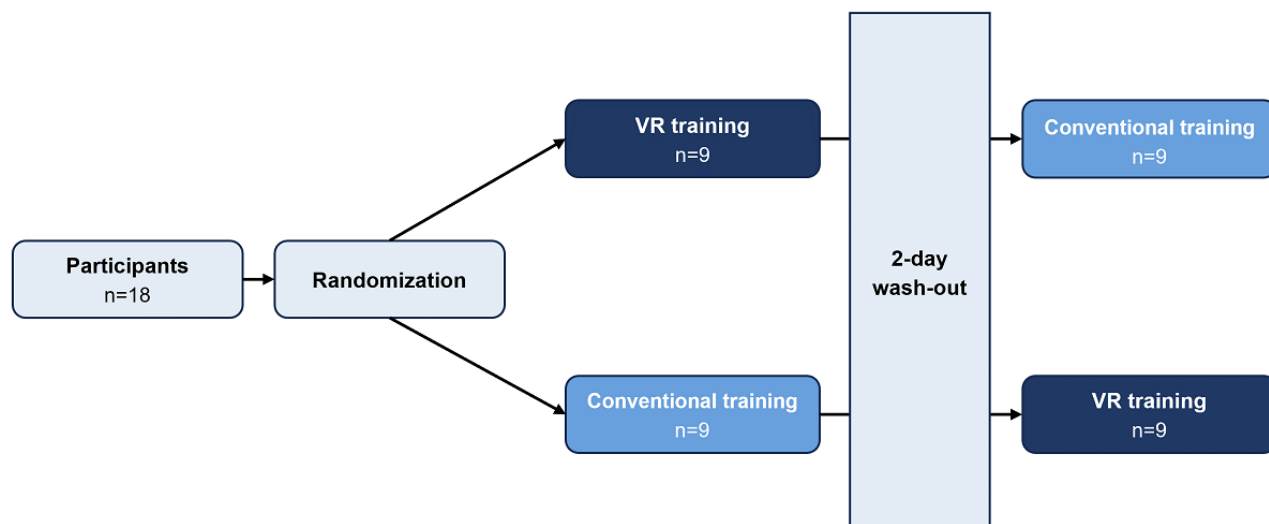 Participants
n=18
Randomization
VR training
n=9
Conventional training
n=9
2-day
wash-out
Conventional training
n=9
VR training
n=9